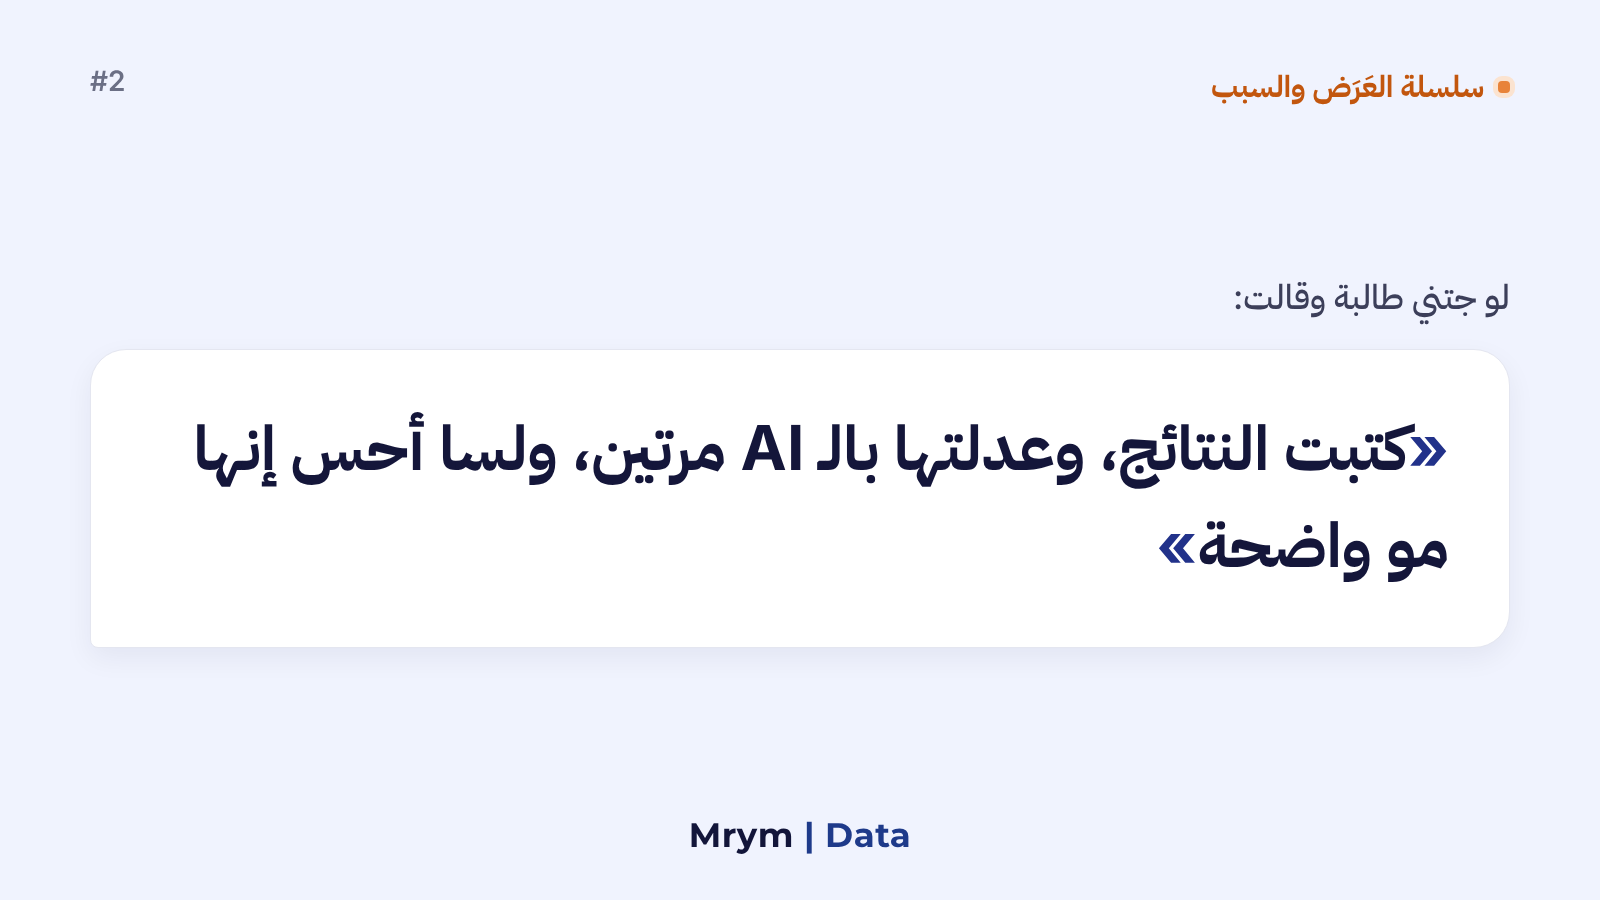 سلسلة العَرَض والسبب
#2
لو جتني طالبة وقالت:
«كتبت النتائج، وعدلتها بالـ AI مرتين، ولسا أحس إنها
مو واضحة»
Mrym | Data